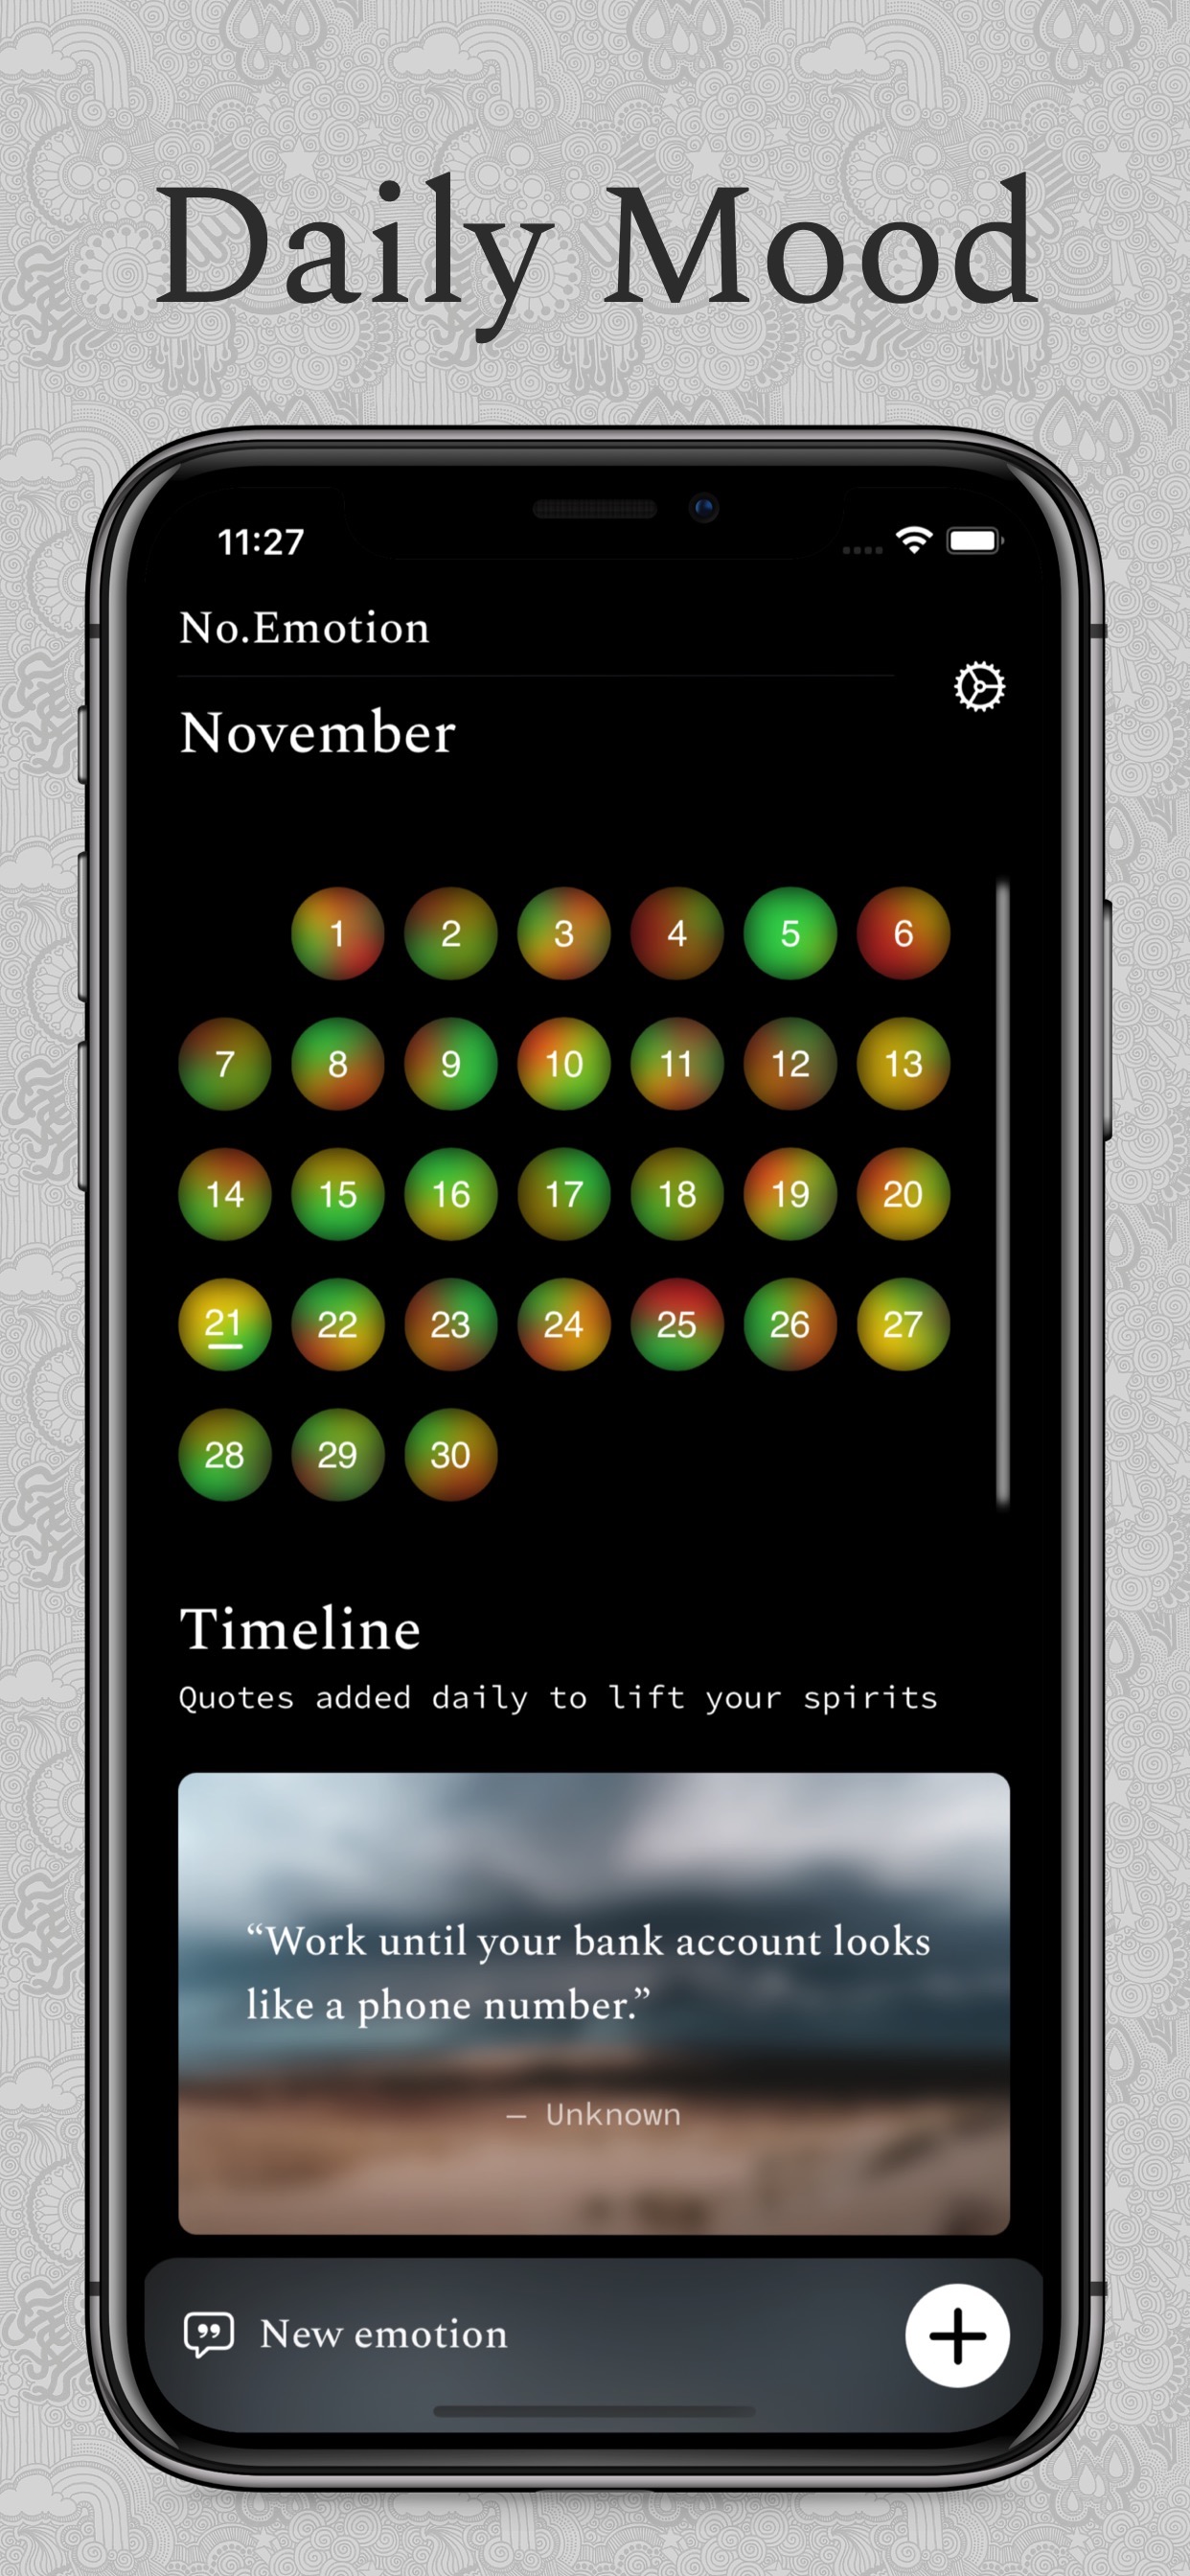 Daily Mood
11:27
No.Emotion
November
1 2 3 4 5 6
7 8 9 10 11 12 13
14 15 16 17 18 19 20
21 22 23 24 25 26 27
28 29 30
Timeline
Quotes added daily to lift your spirits
“Work until your bank account looks
like a phone number.”
— Unknown
New emotion